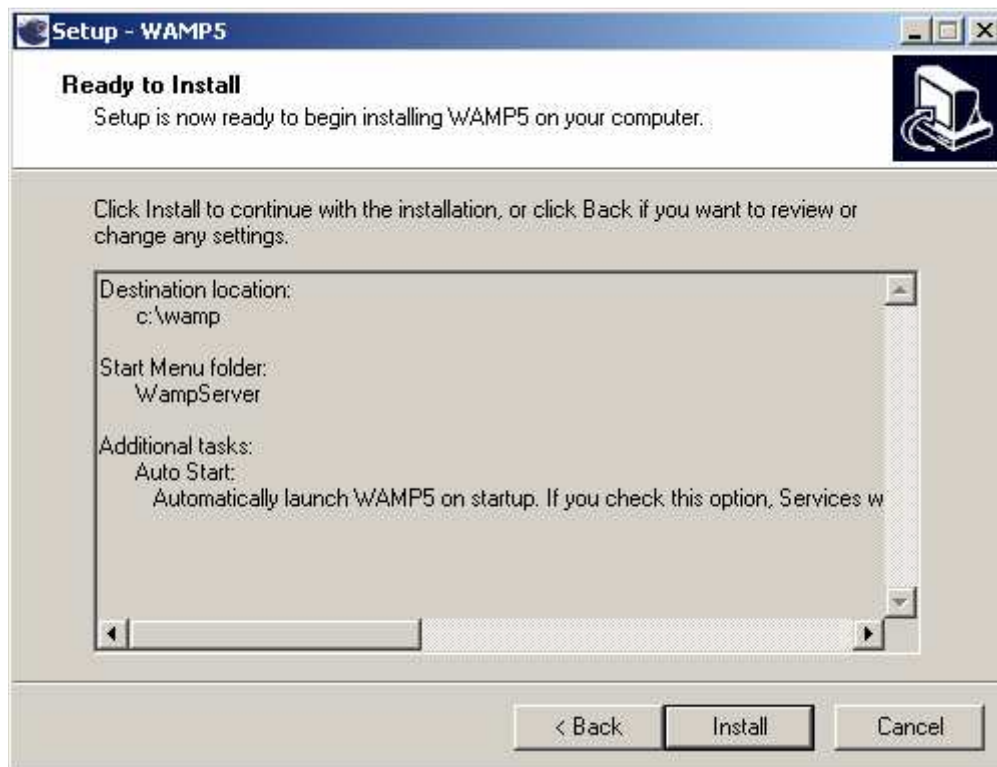 Setup - WAMP5
Ready to Install
Setup is now ready to begin installing WAMP5 on your computer.
Click Install to continue with the installation, or click Back if you want to review or
change any settings.
Destination location:
c:\wamp
Start Menu folder:
WampServer
Additional tasks:
Auto Start:
Automatically launch WAMP5 on startup. If you check this option, Services w
< Back
Install
Cancel